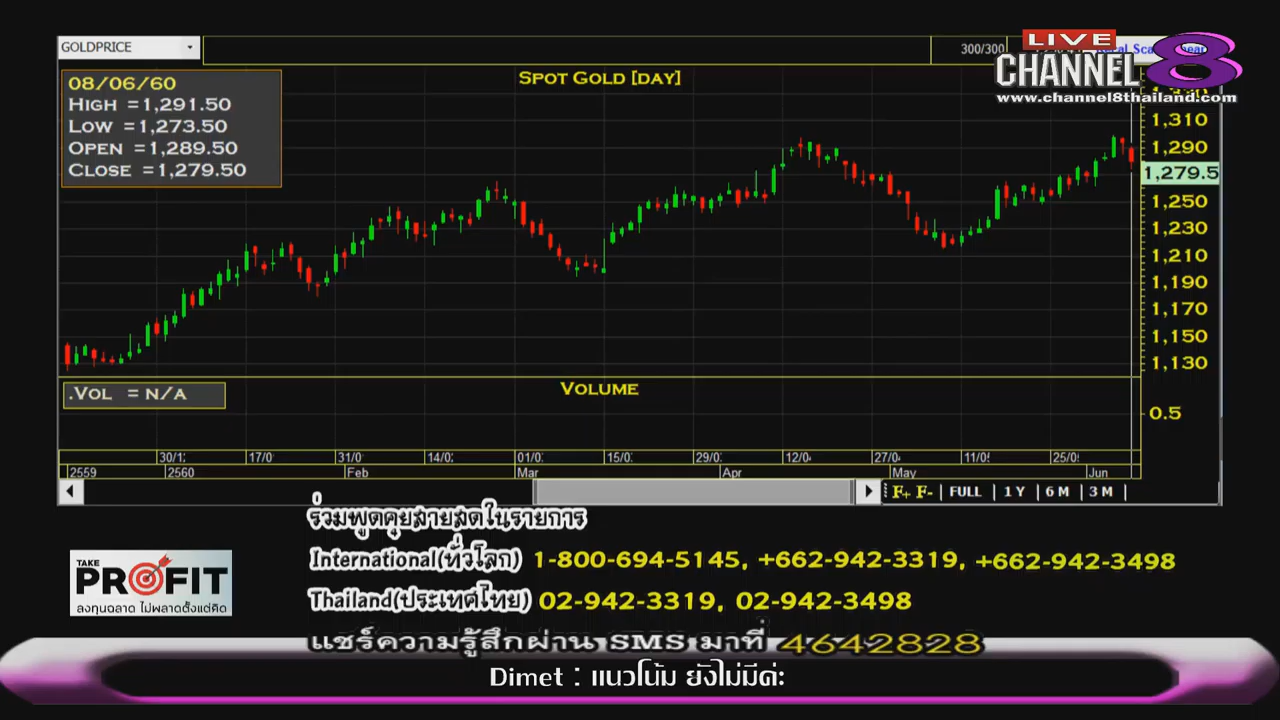 GOLDPRICE
300/300
LIVE
CHANNEL 8
www.channel8thailand.com
08/06/60
HIGH =1,291.50
LOW =1,273.50
OPEN =1,289.50
CLOSE =1,279.50
SPOT GOLD [DAY]
1,310
1,290
1,279.5
1,250
1,230
1,210
1,190
1,170
1,150
1,130
.VOL = N/A
VOLUME
0.5
30/1 17/0 31/0 14/0 01/0 15/0 29/0 12/0 27/0 11/0 25/0
2559 2560 Feb Mar Apr May Jun
F+ F- FULL 1 Y 6 M 3 M
ร่วมพูดคุยสายสดในรายการ
International(ทั่วโลก) 1-800-694-5145, +662-942-3319, +662-942-3498
TAKE PROFIT
ลงทุนฉลาด ไม่พลาดตั้งแต่คิด
Thailand(ประเทศไทย) 02-942-3319, 02-942-3498
แชร์ความรู้สึกผ่าน SMS มาที่ 4642828
Dimet : แนวโน้ม ยังไม่มีค่ะ